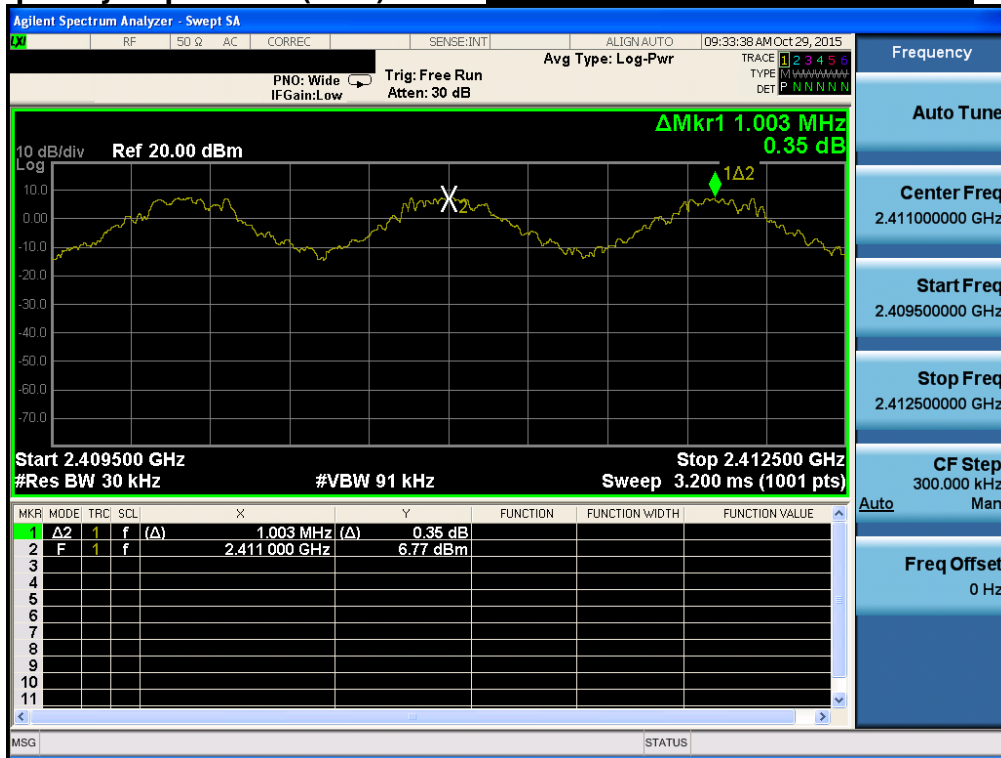 Agilent Spectrum Analyzer - Swept SA
LXI RF 50 Ω AC CORREC SENSE:INT ALIGN AUTO 09:33:38 AM Oct 29, 2015
Avg Type: Log-Pwr
TRACE 1 2 3 4 5 6
TYPE M
DET P N N N N N
PNO: Wide Trig: Free Run
IFGain:Low Atten: 30 dB
Frequency
Auto Tune
Center Freq
2.411000000 GHz
Start Freq
2.409500000 GHz
Stop Freq
2.412500000 GHz
CF Step
300.000 kHz
Auto Man
Freq Offset
0 Hz
ΔMkr1 1.003 MHz
0.35 dB
10 dB/div Ref 20.00 dBm
Log
1Δ2
10.0
X2
0.00
-10.0
-20.0
-30.0
-40.0
-50.0
-60.0
-70.0
Start 2.409500 GHz Stop 2.412500 GHz
#Res BW 30 kHz #VBW 91 kHz Sweep 3.200 ms (1001 pts)
MKR MODE TRC SCL X Y FUNCTION FUNCTION WIDTH FUNCTION VALUE
1 Δ2 1 f (Δ) 1.003 MHz (Δ) 0.35 dB
2 F 1 f 2.411 000 GHz 6.77 dBm
3
4
5
6
7
8
9
10
11
MSG STATUS